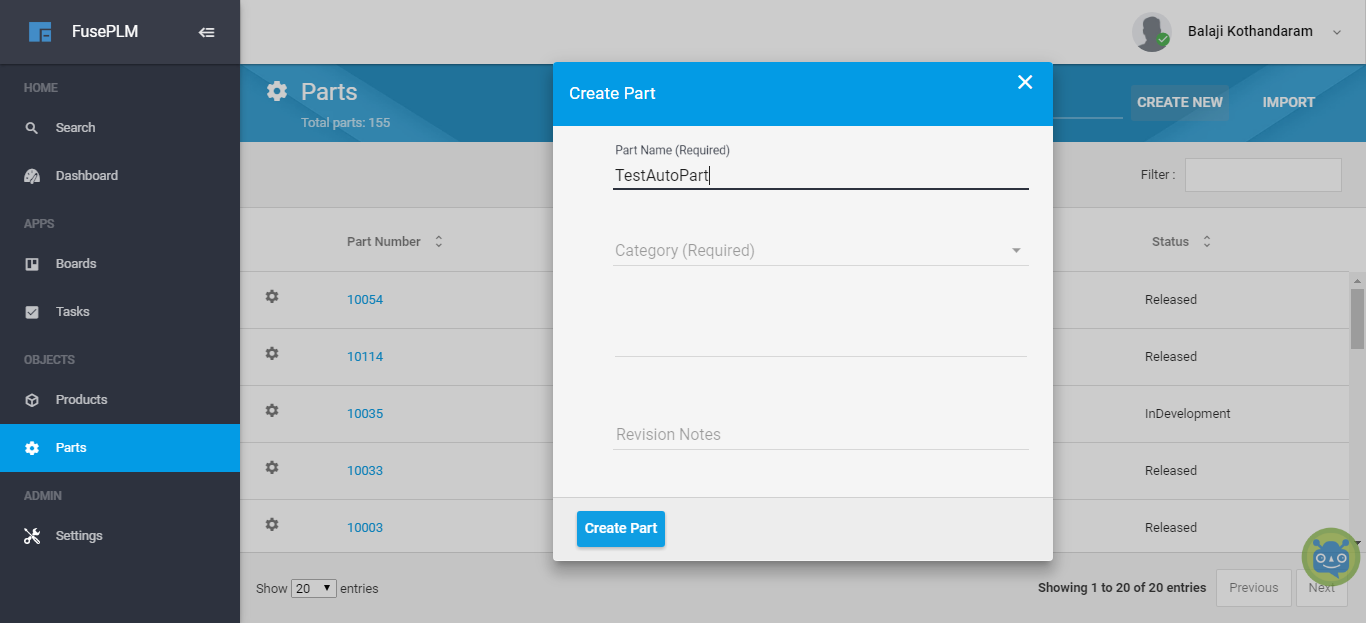 FusePLM
HOME
Search
Dashboard
APPS
Boards
Tasks
OBJECTS
Products
Parts
ADMIN
Settings
Balaji Kothandaram
Parts
Total parts: 155
CREATE NEW
IMPORT
Filter :
Part Number
Status
10054
Released
10114
Released
10035
InDevelopment
10033
Released
10003
Released
Show 20 entries
Showing 1 to 20 of 20 entries
Previous
Next
Create Part
Part Name (Required)
TestAutoPart
Category (Required)
Revision Notes
Create Part